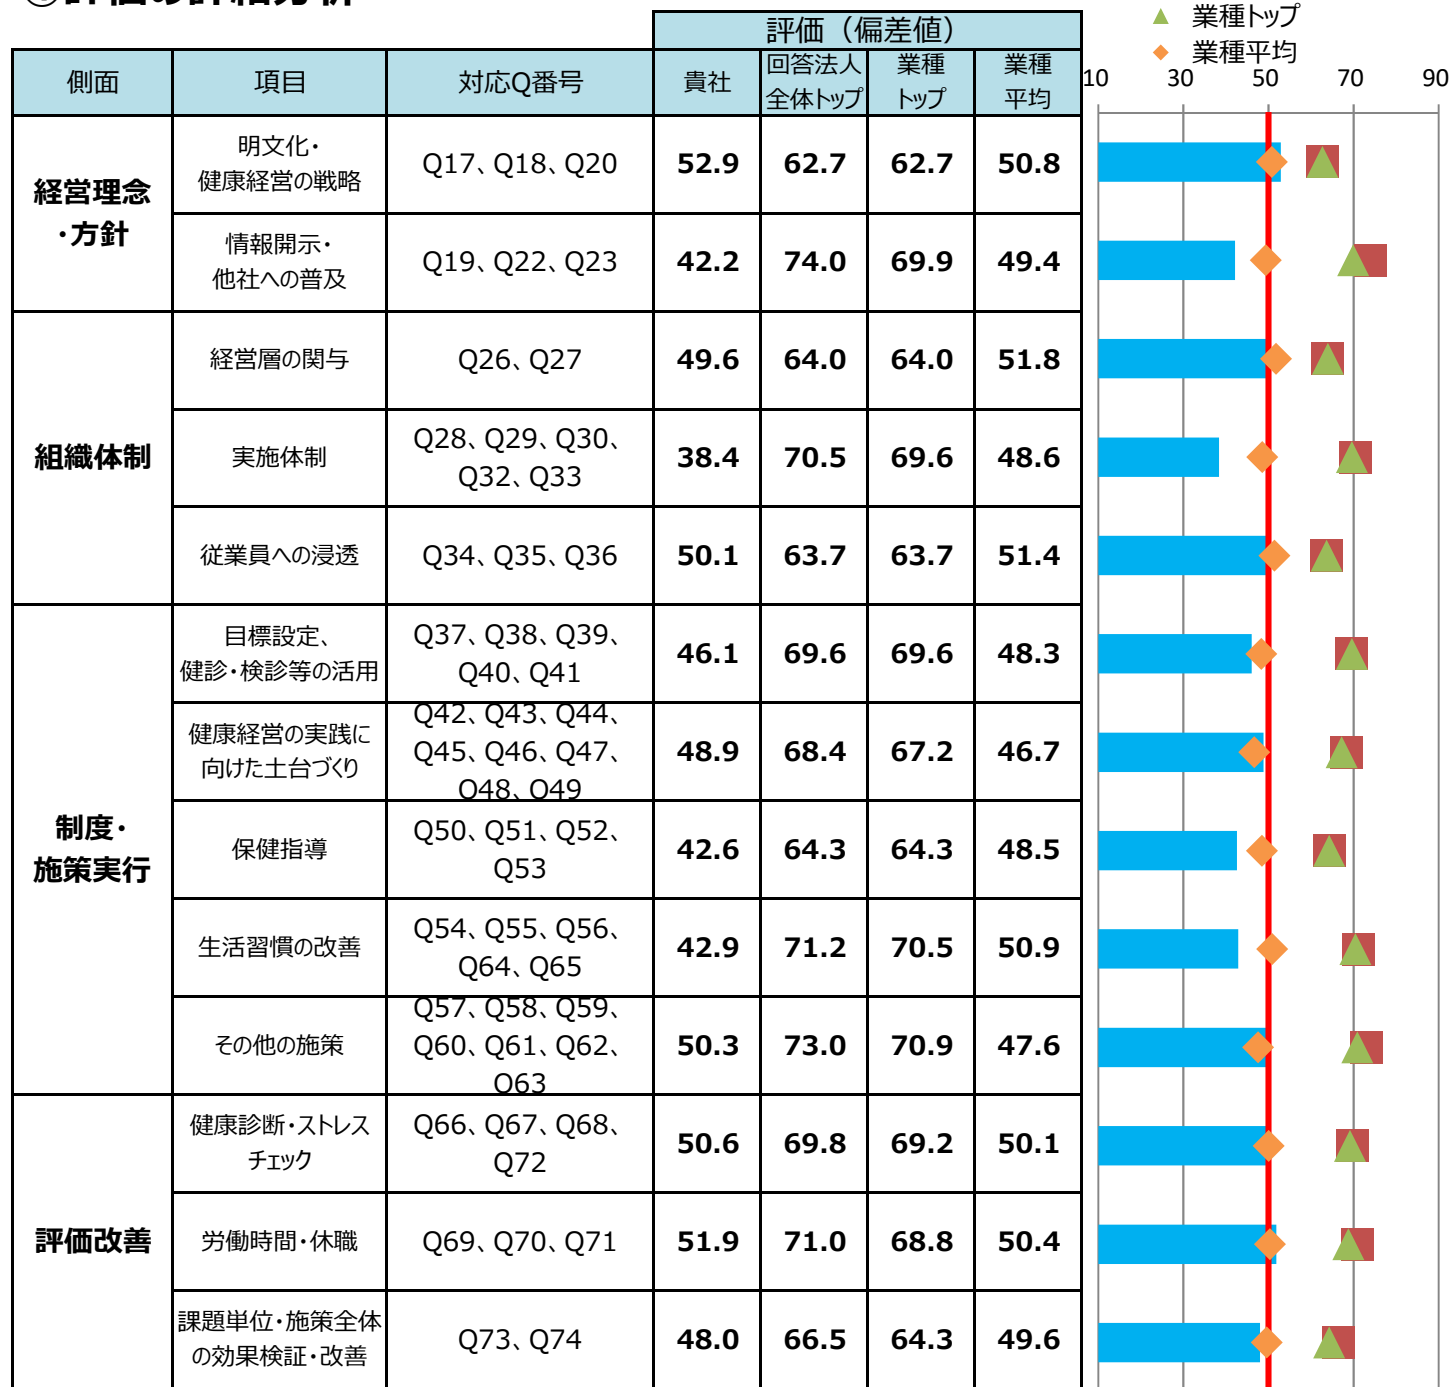 ▲ 業種トップ
◆ 業種平均
10 30 50 70 90
評価（偏差値）
側面 項目 対応Q番号 貴社 回答法人 業種 業種
全体トップ トップ 平均
経営理念
・方針
明文化・
健康経営の戦略
Q17、Q18、Q20 52.9 62.7 62.7 50.8
情報開示・
他社への普及
Q19、Q22、Q23 42.2 74.0 69.9 49.4
組織体制
経営層の関与 Q26、Q27 49.6 64.0 64.0 51.8
実施体制
Q28、Q29、Q30、
Q32、Q33
38.4 70.5 69.6 48.6
従業員への浸透 Q34、Q35、Q36 50.1 63.7 63.7 51.4
制度・
施策実行
目標設定、
健診・検診等の活用
Q37、Q38、Q39、
Q40、Q41
46.1 69.6 69.6 48.3
健康経営の実践に
向けた土台づくり
Q42、Q43、Q44、
Q45、Q46、Q47、
Q48、Q49
48.9 68.4 67.2 46.7
保健指導
Q50、Q51、Q52、
Q53
42.6 64.3 64.3 48.5
生活習慣の改善
Q54、Q55、Q56、
Q64、Q65
42.9 71.2 70.5 50.9
その他の施策
Q57、Q58、Q59、
Q60、Q61、Q62、
Q63
50.3 73.0 70.9 47.6
評価改善
健康診断・ストレス
チェック
Q66、Q67、Q68、
Q72
50.6 69.8 69.2 50.1
労働時間・休職 Q69、Q70、Q71 51.9 71.0 68.8 50.4
課題単位・施策全体
の効果検証・改善
Q73、Q74 48.0 66.5 64.3 49.6